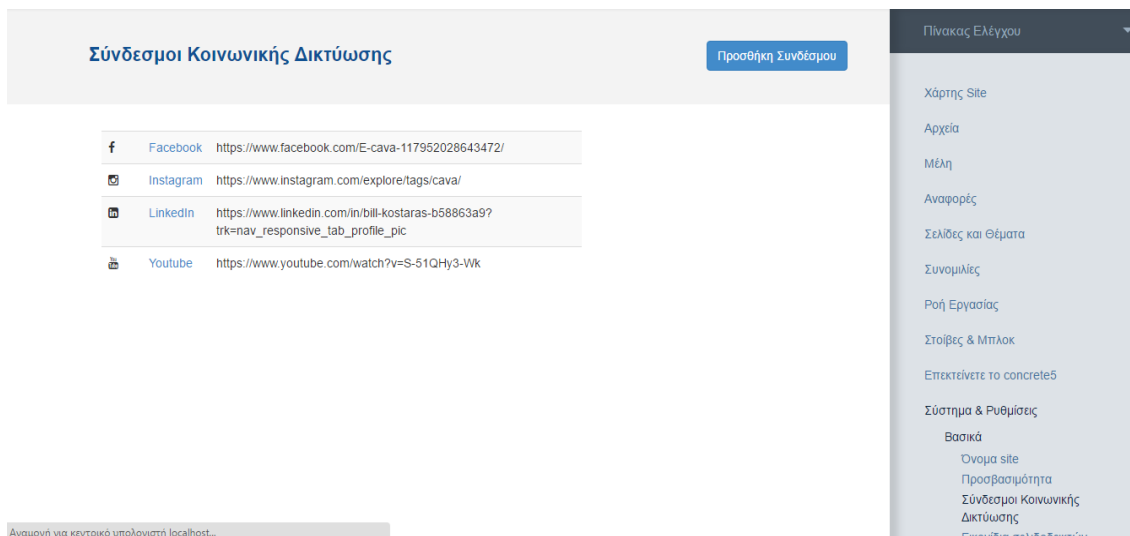 Σύνδεσμοι Κοινωνικής Δικτύωσης
Προσθήκη Συνδέσμου
Facebook https://www.facebook.com/E-cava-117952028643472/
Instagram https://www.instagram.com/explore/tags/cava/
LinkedIn https://www.linkedin.com/in/bill-kostaras-b58863a9?
trk=nav_responsive_tab_profile_pic
Youtube https://www.youtube.com/watch?v=S-51QHy3-Wk
Αναμονή για κεντρικό υπολογιστή localhost...
Πίνακας Ελέγχου
Χάρτης Site
Αρχεία
Μέλη
Αναφορές
Σελίδες και Θέματα
Συνομιλίες
Ροή Εργασίας
Στοίβες & Μπλοκ
Επεκτείνετε το concrete5
Σύστημα & Ρυθμίσεις
Βασικά
Όνομα site
Προσβασιμότητα
Σύνδεσμοι Κοινωνικής
Δικτύωσης